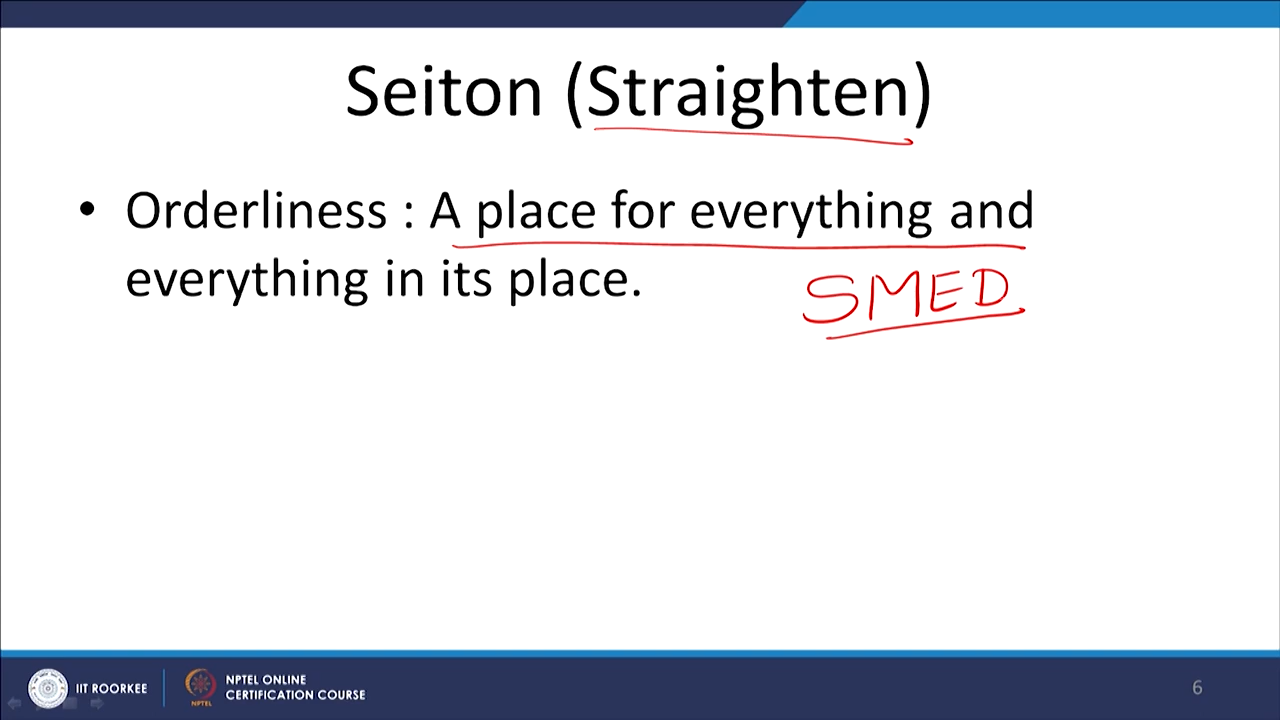 Seiton (Straighten)
• Orderliness : A place for everything and
everything in its place.
SMED
IIT ROORKEE
NPTEL
NPTEL ONLINE
CERTIFICATION COURSE
6